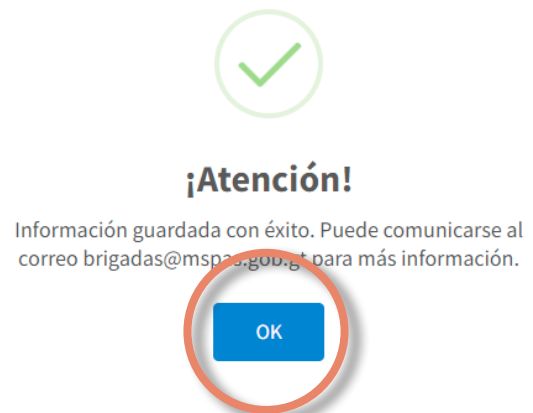 ¡Atención!
Información guardada con éxito. Puede comunicarse al
correo brigadas@mspas.gob.gt para más información.
OK